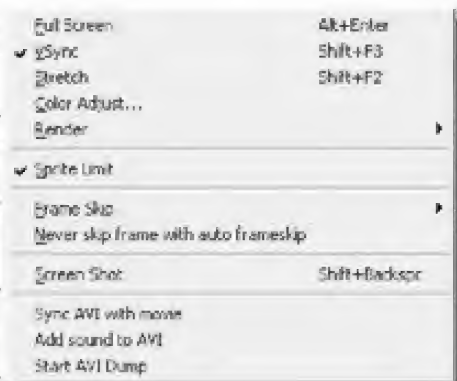 Full Screen Alt+Enter
✔ vSync Shift+F3
Stretch Shift+F2
Color Adjust...
Render
✔ Sprite Limit
Frame Skip
Never skip frame with auto frameskip
Screen Shot Shift+Backspc
Sync AVI with movie
Add sound to AVI
Start AVI Dump